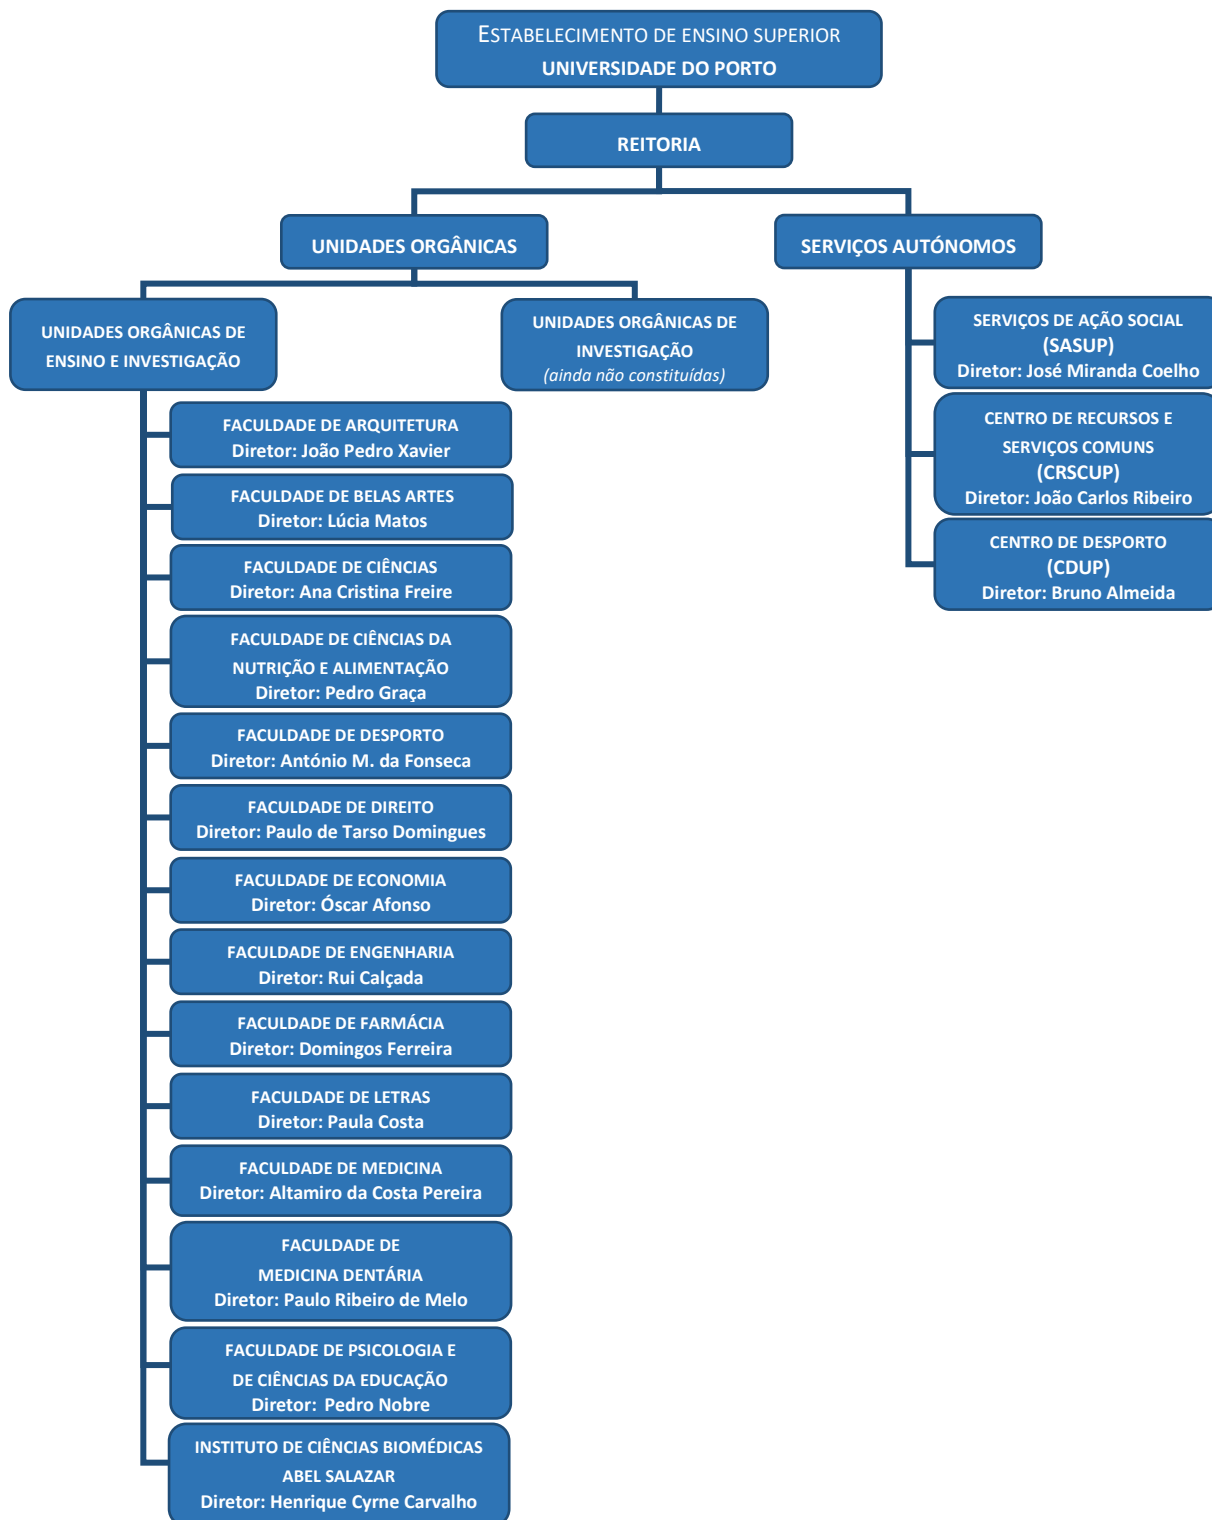 ESTABELECIMENTO DE ENSINO SUPERIOR
UNIVERSIDADE DO PORTO
REITORIA
UNIDADES ORGÂNICAS
SERVIÇOS AUTÓNOMOS
UNIDADES ORGÂNICAS DE
ENSINO E INVESTIGAÇÃO
UNIDADES ORGÂNICAS DE
INVESTIGAÇÃO
(ainda não constituídas)
SERVIÇOS DE AÇÃO SOCIAL
(SASUP)
Diretor: José Miranda Coelho
CENTRO DE RECURSOS E
SERVIÇOS COMUNS
(CRSCUP)
Diretor: João Carlos Ribeiro
CENTRO DE DESPORTO
(CDUP)
Diretor: Bruno Almeida
FACULDADE DE ARQUITETURA
Diretor: João Pedro Xavier
FACULDADE DE BELAS ARTES
Diretor: Lúcia Matos
FACULDADE DE CIÊNCIAS
Diretor: Ana Cristina Freire
FACULDADE DE CIÊNCIAS DA
NUTRIÇÃO E ALIMENTAÇÃO
Diretor: Pedro Graça
FACULDADE DE DESPORTO
Diretor: António M. da Fonseca
FACULDADE DE DIREITO
Diretor: Paulo de Tarso Domingues
FACULDADE DE ECONOMIA
Diretor: Óscar Afonso
FACULDADE DE ENGENHARIA
Diretor: Rui Calçada
FACULDADE DE FARMÁCIA
Diretor: Domingos Ferreira
FACULDADE DE LETRAS
Diretor: Paula Costa
FACULDADE DE MEDICINA
Diretor: Altamiro da Costa Pereira
FACULDADE DE
MEDICINA DENTÁRIA
Diretor: Paulo Ribeiro de Melo
FACULDADE DE PSICOLOGIA E
DE CIÊNCIAS DA EDUCAÇÃO
Diretor: Pedro Nobre
INSTITUTO DE CIÊNCIAS BIOMÉDICAS
ABEL SALAZAR
Diretor: Henrique Cyrne Carvalho